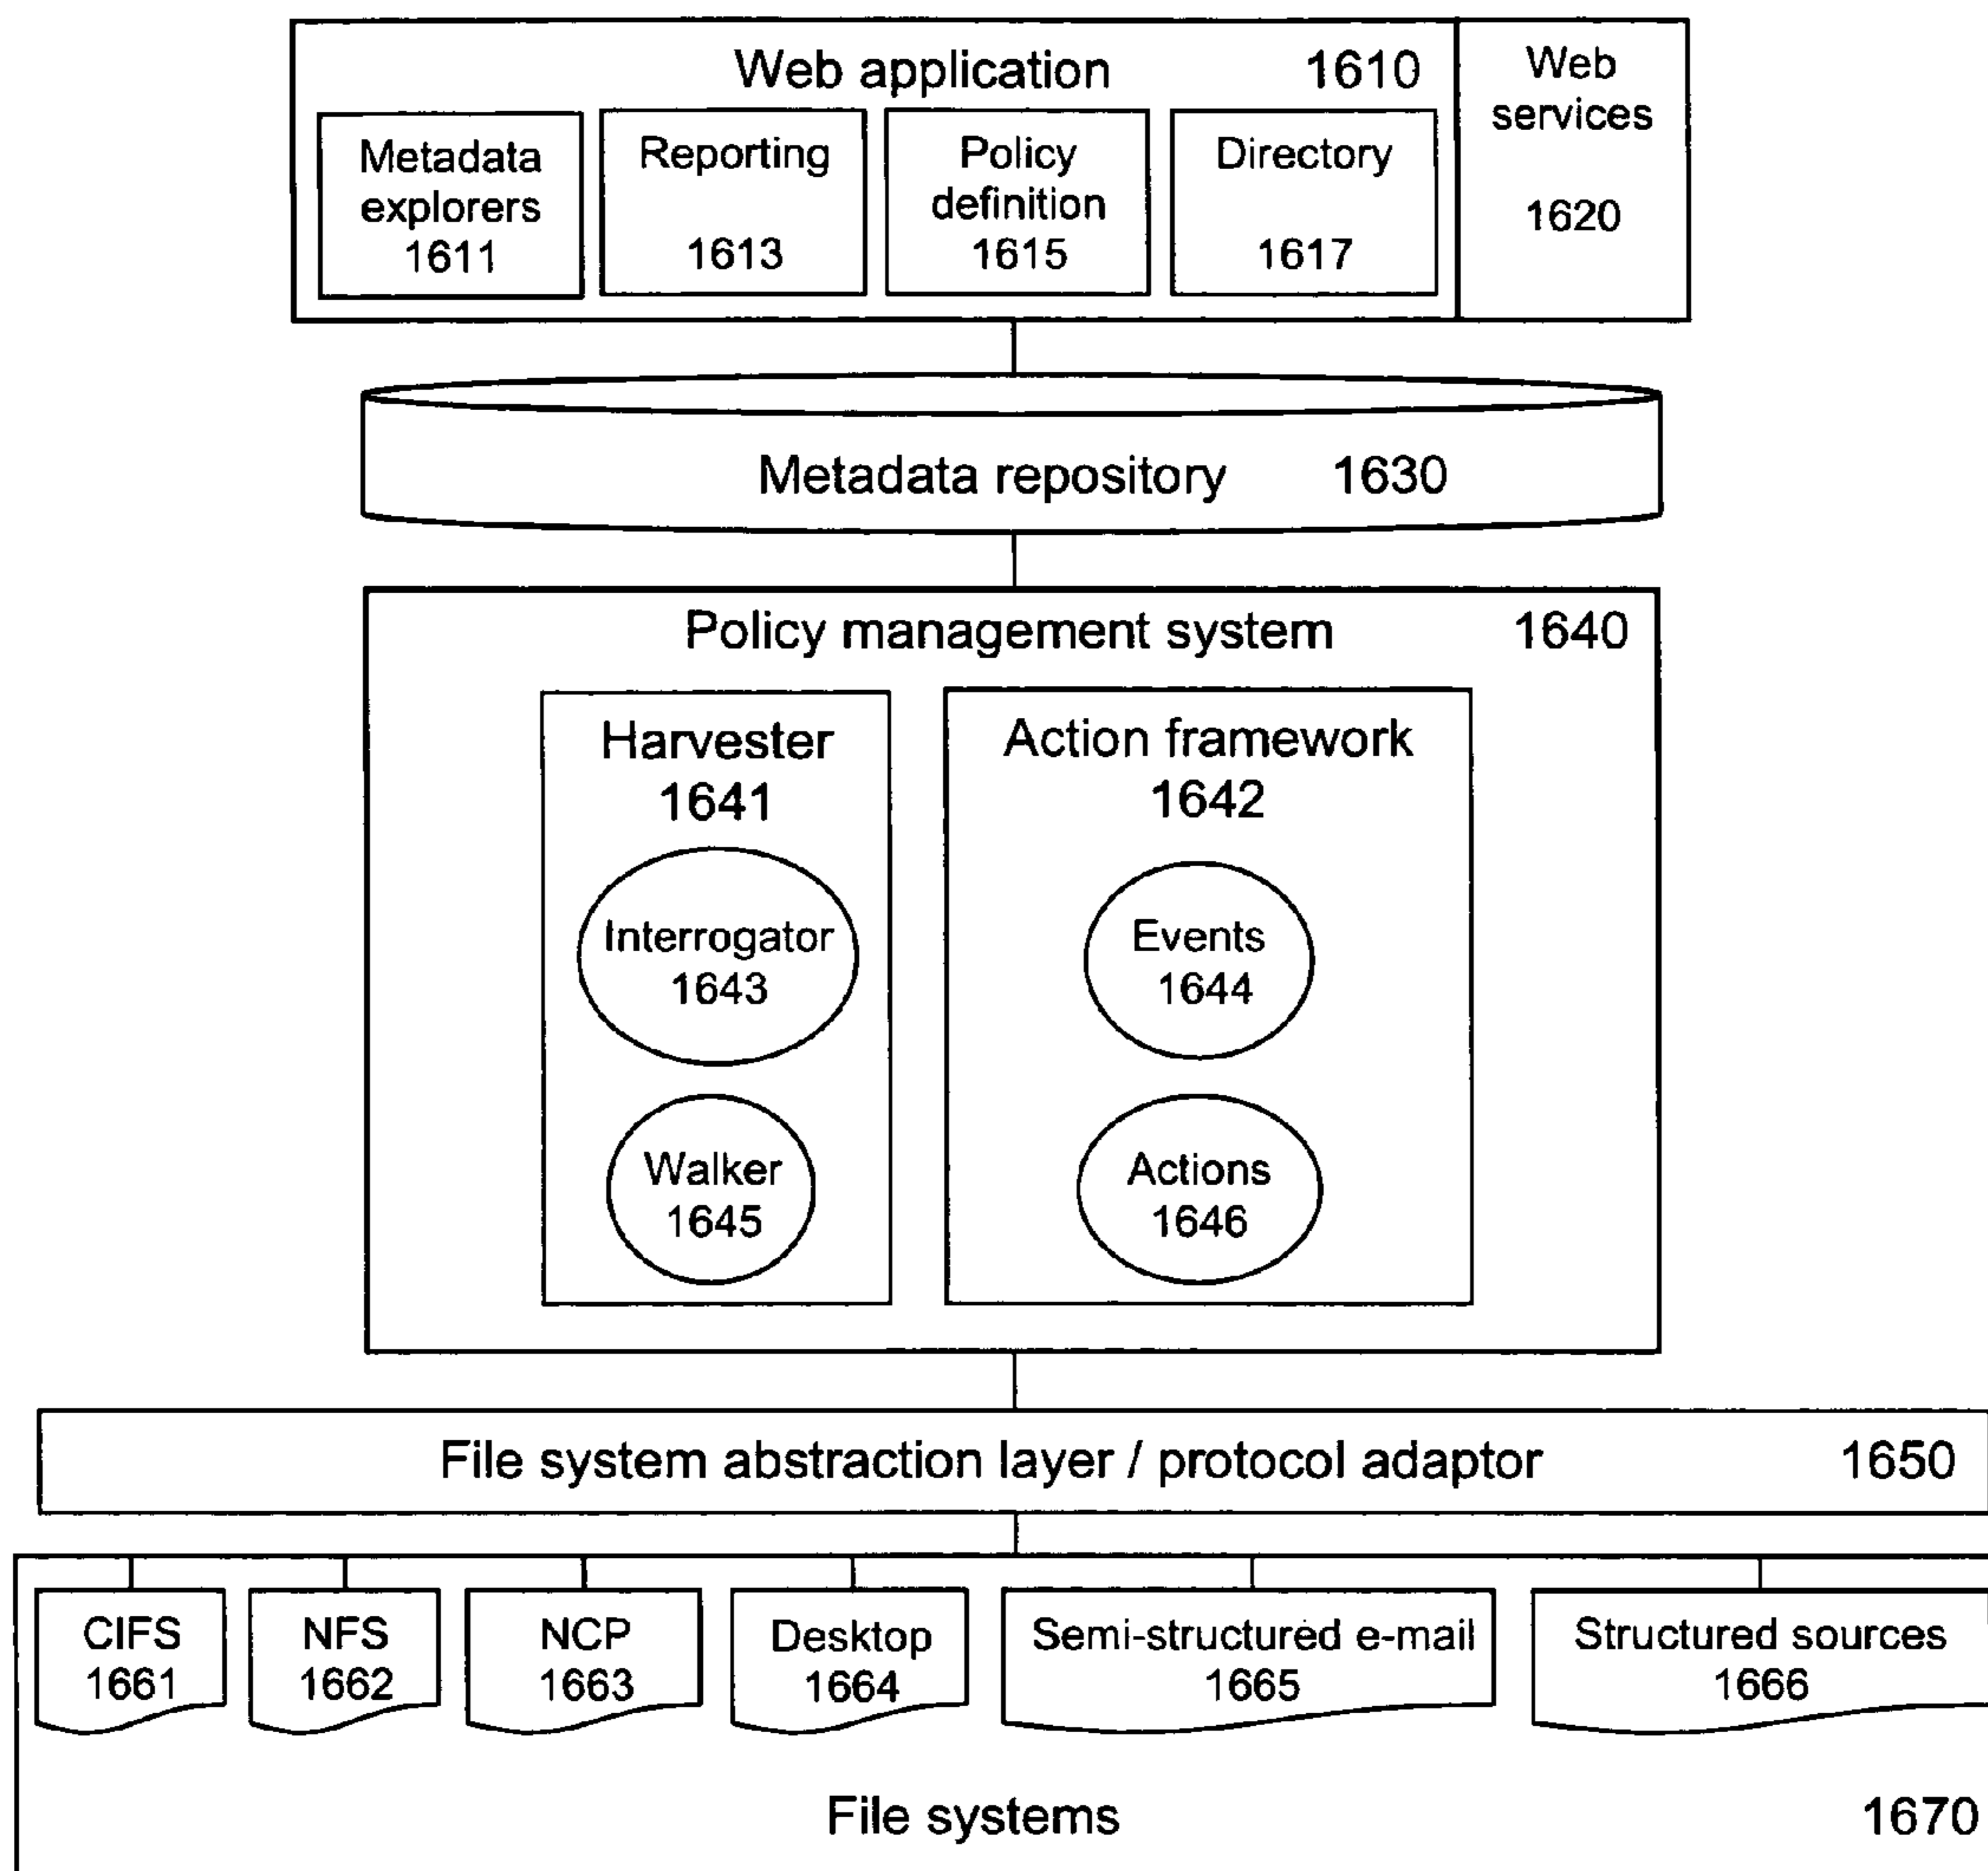 Web application 1610
Web
services
1620
Metadata
explorers
1611
Reporting
1613
Policy
definition
1615
Directory
1617
Metadata repository 1630
Policy management system 1640
Harvester
1641
Interrogator
1643
Walker
1645
Action framework
1642
Events
1644
Actions
1646
File system abstraction layer / protocol adaptor 1650
CIFS
1661
NFS
1662
NCP
1663
Desktop
1664
Semi-structured e-mail
1665
Structured sources
1666
File systems 1670